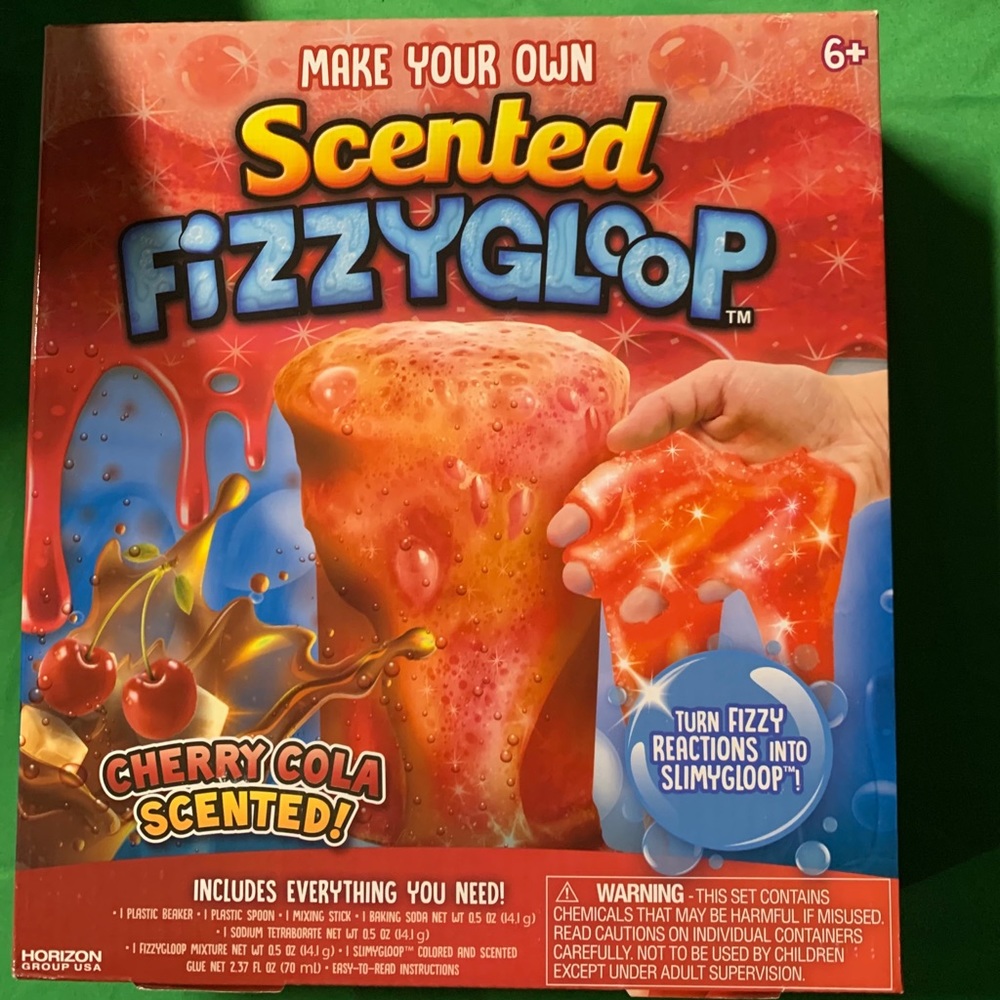 MAKE YOUR OWN
6+
Scented
FiZZYGLOOP™
TURN FIZZY
REACTIONS INTO
SLIMYGLOOP™!
CHERRY COLA
SCENTED!
INCLUDES EVERYTHING YOU NEED!
• 1 PLASTIC BEAKER • 1 PLASTIC SPOON • 1 MIXING STICK • 1 BAKING SODA NET WT 0.5 OZ (14.1 g)
• 1 SODIUM TETRABORATE NET WT 0.5 OZ (14.1 g)
• 1 FIZZYGLOOP MIXTURE NET WT 0.5 OZ (14.1 g) • 1 SLIMYGLOOP™ COLORED AND SCENTED
GLUE NET 2.37 FL OZ (70 ml) • EASY-TO-READ INSTRUCTIONS
HORIZON
GROUP USA
WARNING - THIS SET CONTAINS
CHEMICALS THAT MAY BE HARMFUL IF MISUSED.
READ CAUTIONS ON INDIVIDUAL CONTAINERS
CAREFULLY. NOT TO BE USED BY CHILDREN
EXCEPT UNDER ADULT SUPERVISION.